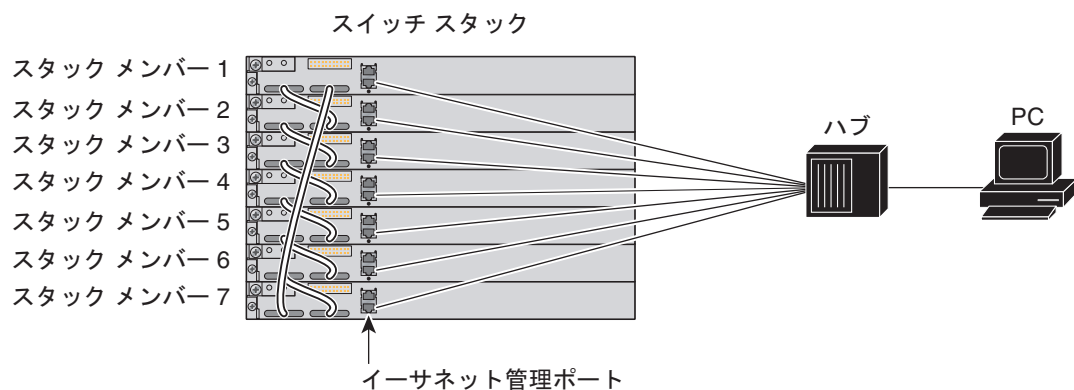 スイッチ スタック
スタック メンバー 1
スタック メンバー 2
スタック メンバー 3
スタック メンバー 4
スタック メンバー 5
スタック メンバー 6
スタック メンバー 7
ハブ
PC
イーサネット管理ポート